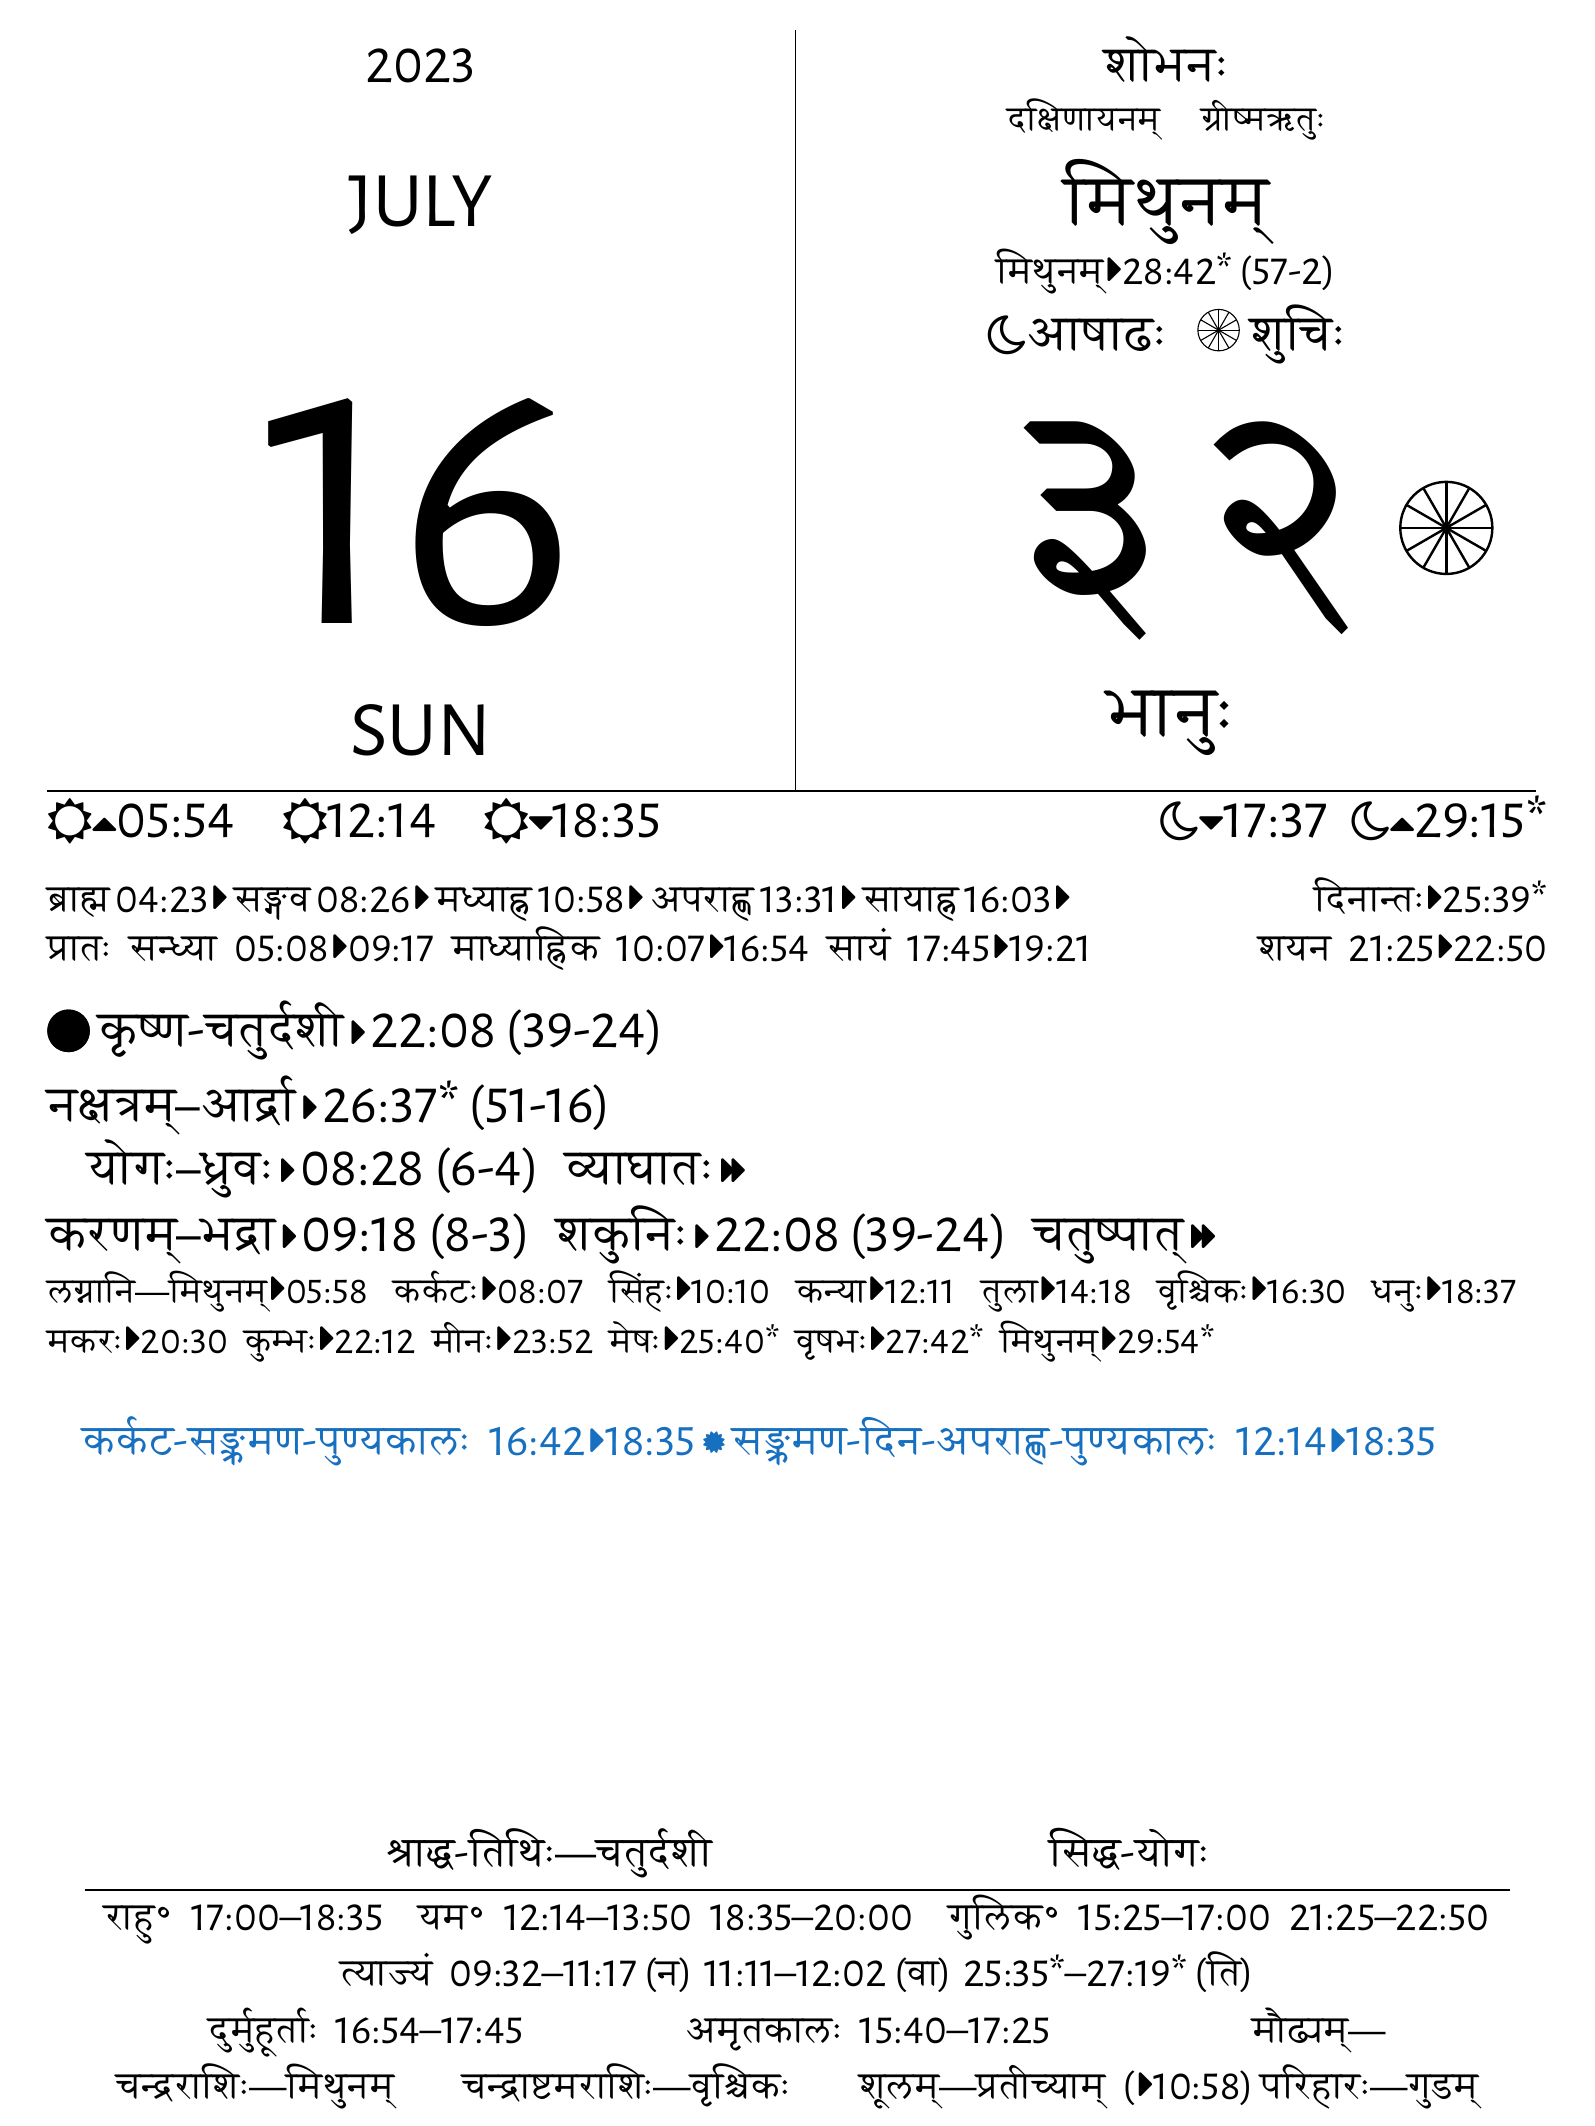 2023
JULY
16
SUN
शोभनः
दक्षिणायनम् ग्रीष्मऋतुः
मिथुनम्
मिथुनम्28:42* (57-2)
आषाढः शुचिः
३२
भानुः
05:54 12:14 18:35 17:37 29:15*
ब्राह्म 04:23 सङ्गव 08:26 मध्याह्न 10:58 अपराह्ण 13:31 सायाह्न 16:03 दिनान्तः 25:39*
प्रातः सन्ध्या 05:08 09:17 माध्याह्निक 10:07 16:54 सायं 17:45 19:21 शयन 21:25 22:50
कृष्ण-चतुर्दशी 22:08 (39-24)
नक्षत्रम्–आर्द्रा 26:37* (51-16)
योगः–ध्रुवः 08:28 (6-4) व्याघातः
करणम्–भद्रा 09:18 (8-3) शकुनिः 22:08 (39-24) चतुष्पात्
लग्नानि—मिथुनम् 05:58 कर्कटः 08:07 सिंहः 10:10 कन्या 12:11 तुला 14:18 वृश्चिकः 16:30 धनुः 18:37
मकरः 20:30 कुम्भः 22:12 मीनः 23:52 मेषः 25:40* वृषभः 27:42* मिथुनम् 29:54*
कर्कट-सङ्क्रमण-पुण्यकालः 16:42 18:35 सङ्क्रमण-दिन-अपराह्ण-पुण्यकालः 12:14 18:35
श्राद्ध-तिथिः—चतुर्दशी सिद्ध-योगः
राहु॰ 17:00–18:35 यम॰ 12:14–13:50 18:35–20:00 गुलिक॰ 15:25–17:00 21:25–22:50
त्याज्यं 09:32–11:17 (न) 11:11–12:02 (वा) 25:35*–27:19* (ति)
दुर्मुहूर्ताः 16:54–17:45 अमृतकालः 15:40–17:25 मौढ्यम्—
चन्द्रराशिः—मिथुनम् चन्द्राष्टमराशिः—वृश्चिकः शूलम्—प्रतीच्याम् (10:58) परिहारः—गुडम्